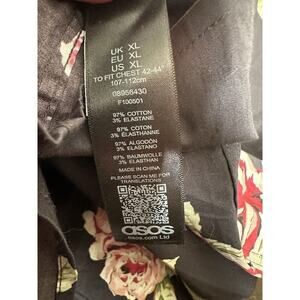 UK XL
EU XL
US XL
TO FIT CHEST 42-44"
107-112cm
08956430
F100501
97% COTTON
3% ELASTANE
97% COTON
3% ÉLASTHANNE
97% ALGODÓN
3% ELASTANO
97% BAUMWOLLE
3% ELASTHAN
MADE IN CHINA
PLEASE SCAN ME FOR
TRANSLATIONS
asos
asos.com Ltd